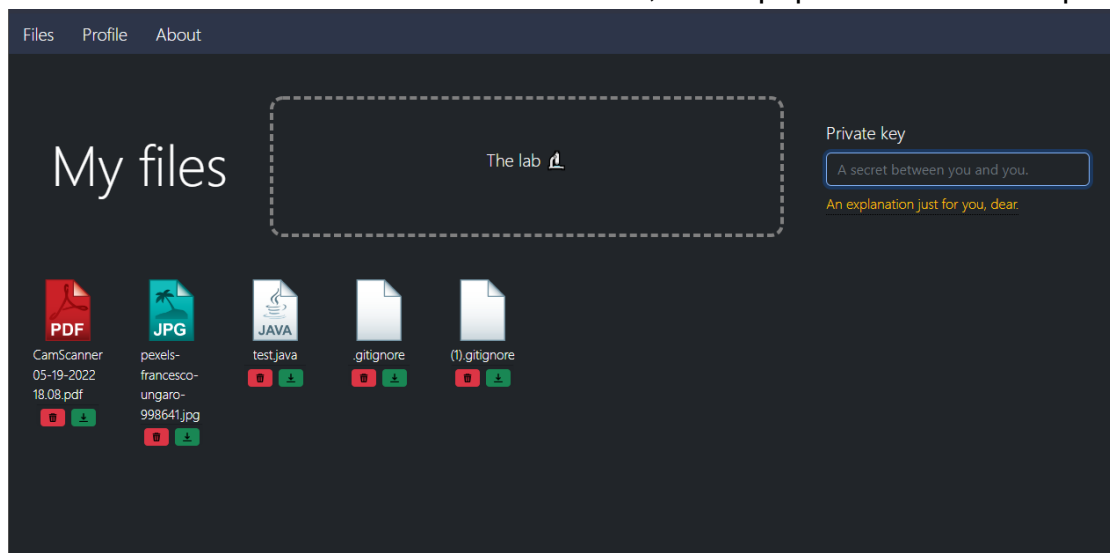 Files Profile About
My files
The lab
Private key
A secret between you and you.
An explanation just for you, dear.
PDF
JPG
JAVA
CamScanner
05-19-2022
18.08.pdf
pexels-
francesco-
ungaro-
998641.jpg
test.java
.gitignore
(1).gitignore